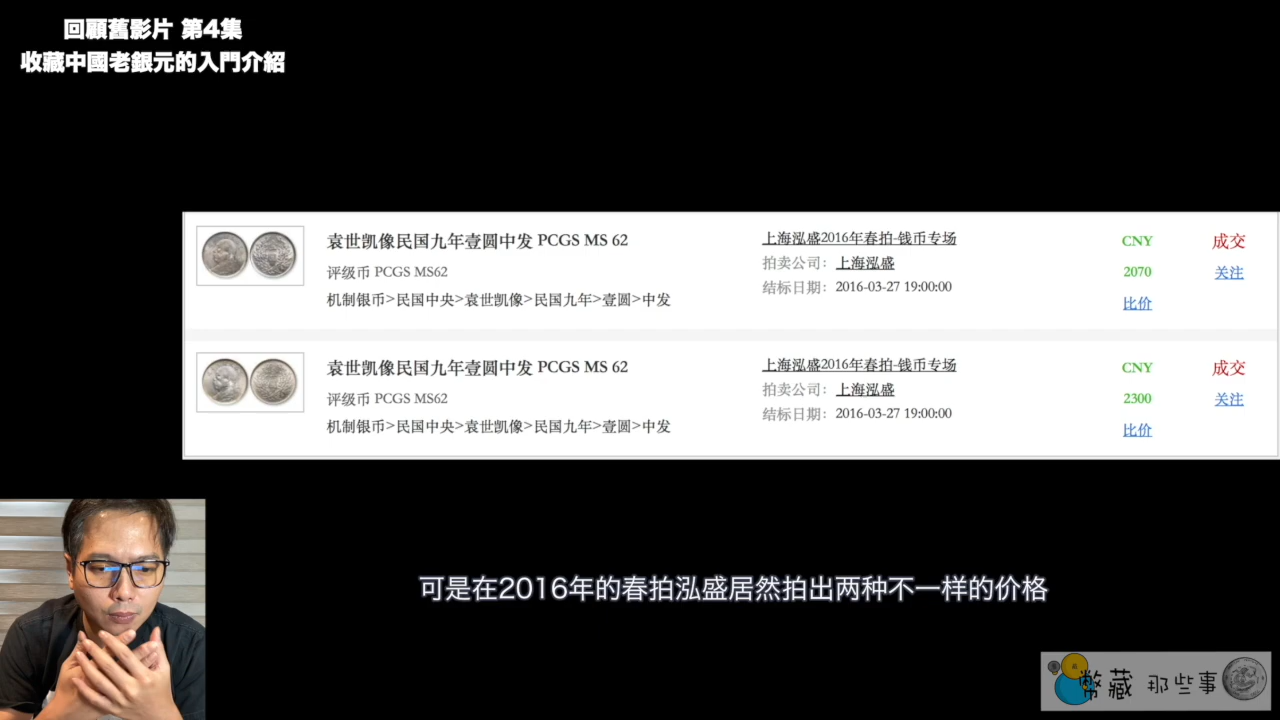 回顧舊影片 第4集
收藏中國老銀元的入門介紹
袁世凯像民国九年壹圆中发 PCGS MS 62
评级币 PCGS MS62
机制银币>民国中央>袁世凯像>民国九年>壹圆>中发
上海泓盛2016年春拍-钱币专场
拍卖公司： 上海泓盛
结标日期： 2016-03-27 19:00:00
CNY
2070
比价
成交
关注
袁世凯像民国九年壹圆中发 PCGS MS 62
评级币 PCGS MS62
机制银币>民国中央>袁世凯像>民国九年>壹圆>中发
上海泓盛2016年春拍-钱币专场
拍卖公司： 上海泓盛
结标日期： 2016-03-27 19:00:00
CNY
2300
比价
成交
关注
可是在2016年的春拍泓盛居然拍出两种不一样的价格
幣藏 那些事